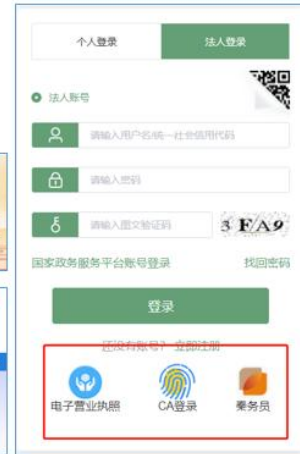 个人登录
法人登录
法人账号
请输入用户名/统一社会信用代码
请输入密码
请输入图文验证码
3 F A 9
国家政务服务平台账号登录
找回密码
登录
还没有账号？ 立即注册
电子营业执照
CA登录
秦务员